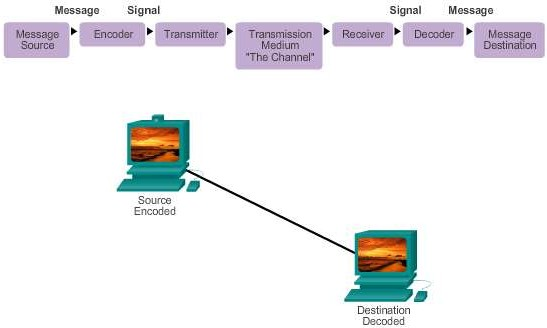 Message Signal Signal Message
Message Source
Encoder
Transmitter
Transmission Medium "The Channel"
Receiver
Decoder
Message Destination
Source
Encoded
Destination
Decoded